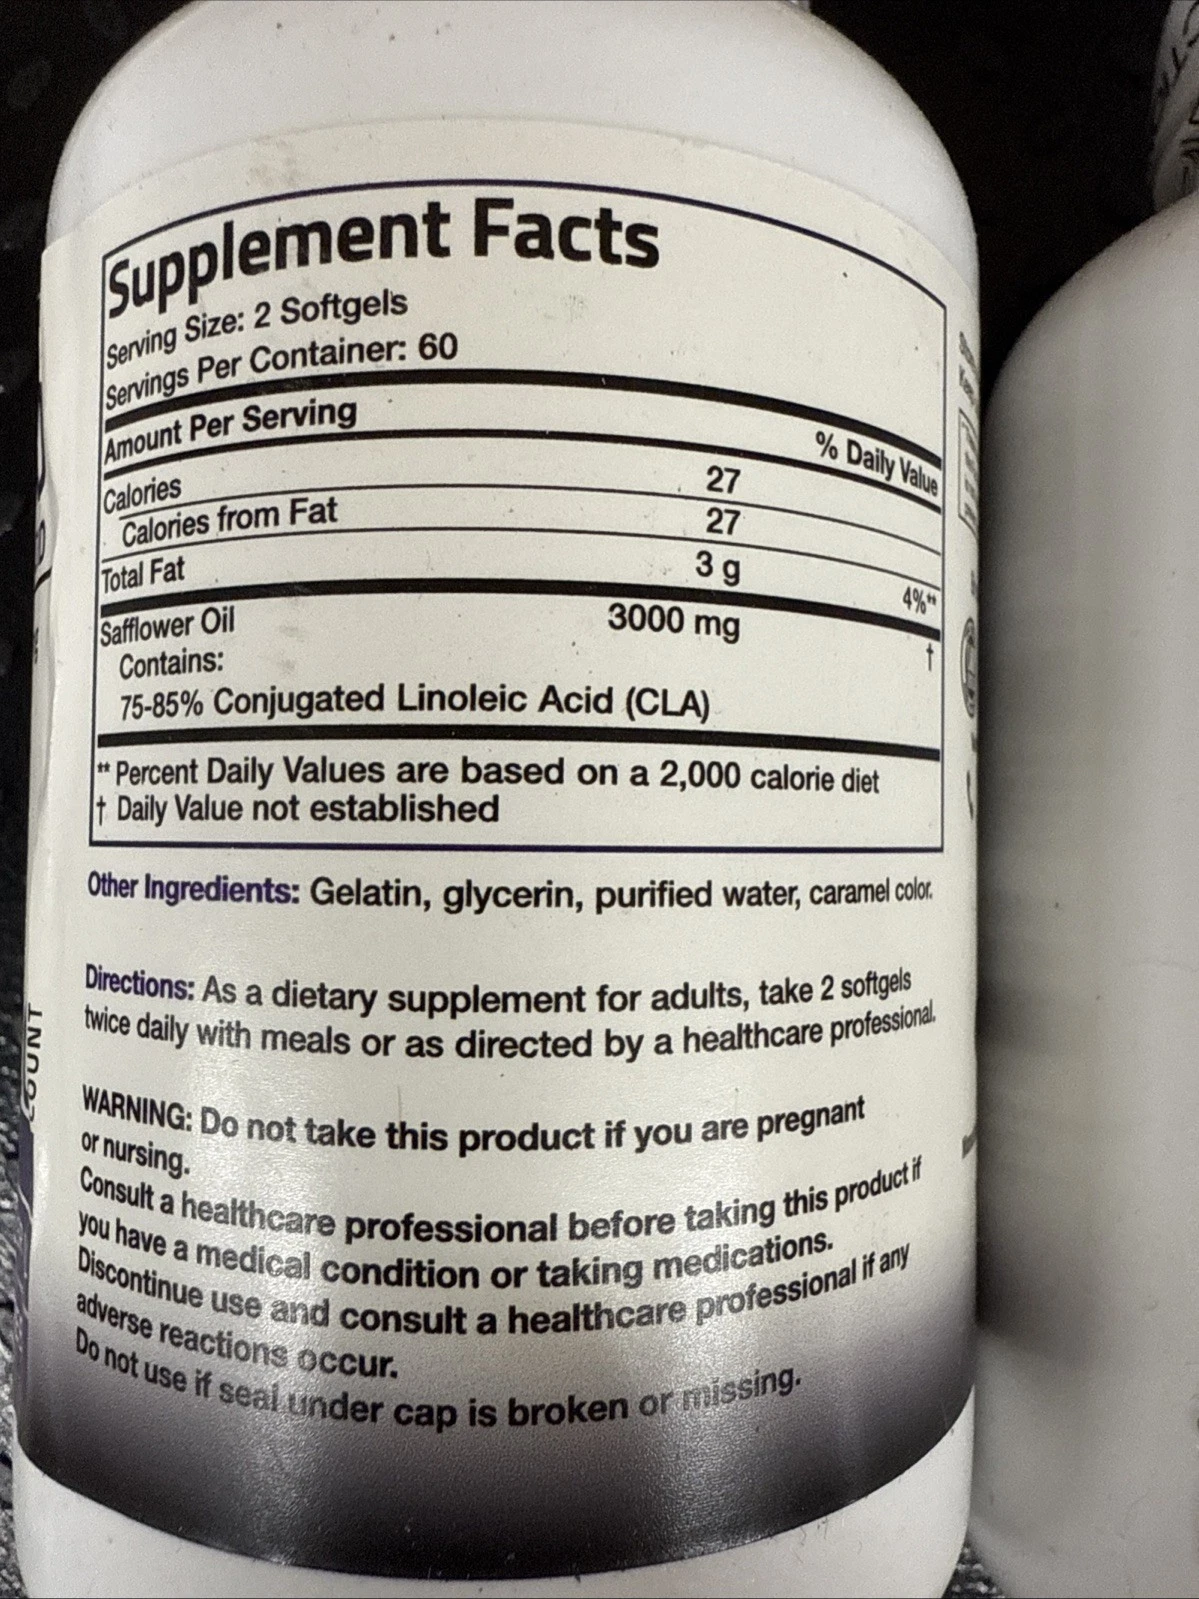 Supplement Facts
Serving Size: 2 Softgels
Servings Per Container: 60
Amount Per Serving % Daily Value
Calories 27
Calories from Fat 27
Total Fat 3 g 4%**
Safflower Oil 3000 mg †
Contains:
75-85% Conjugated Linoleic Acid (CLA)
** Percent Daily Values are based on a 2,000 calorie diet
† Daily Value not established
Other Ingredients: Gelatin, glycerin, purified water, caramel color.
Directions: As a dietary supplement for adults, take 2 softgels
twice daily with meals or as directed by a healthcare professional.
WARNING: Do not take this product if you are pregnant
or nursing.
Consult a healthcare professional before taking this product if
you have a medical condition or taking medications.
Discontinue use and consult a healthcare professional if any
adverse reactions occur.
Do not use if seal under cap is broken or missing.